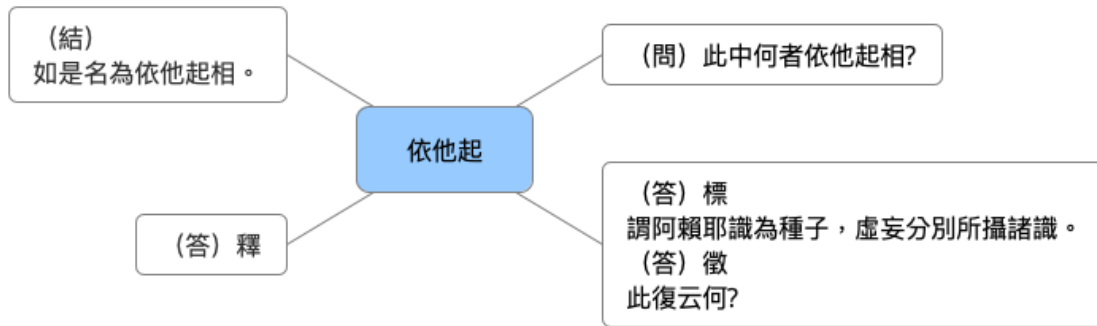 (結)
如是名為依他起相。
(問)此中何者依他起相?
依他起
(答)標
謂阿賴耶識為種子,虛妄分別所攝諸識。
(答)徵
此復云何?
(答)釋